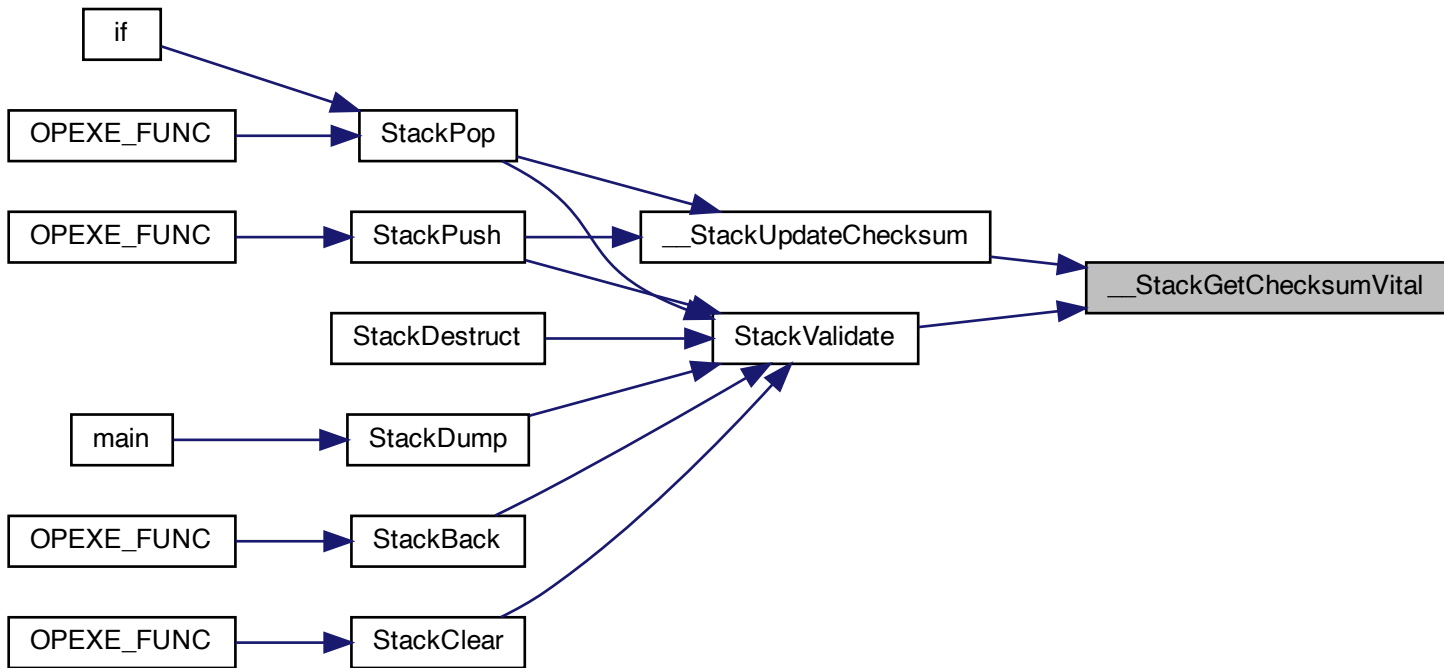 if
OPEXE_FUNC
StackPop
OPEXE_FUNC
StackPush
__StackUpdateChecksum
__StackGetChecksumVital
StackDestruct
StackValidate
main
StackDump
OPEXE_FUNC
StackBack
OPEXE_FUNC
StackClear